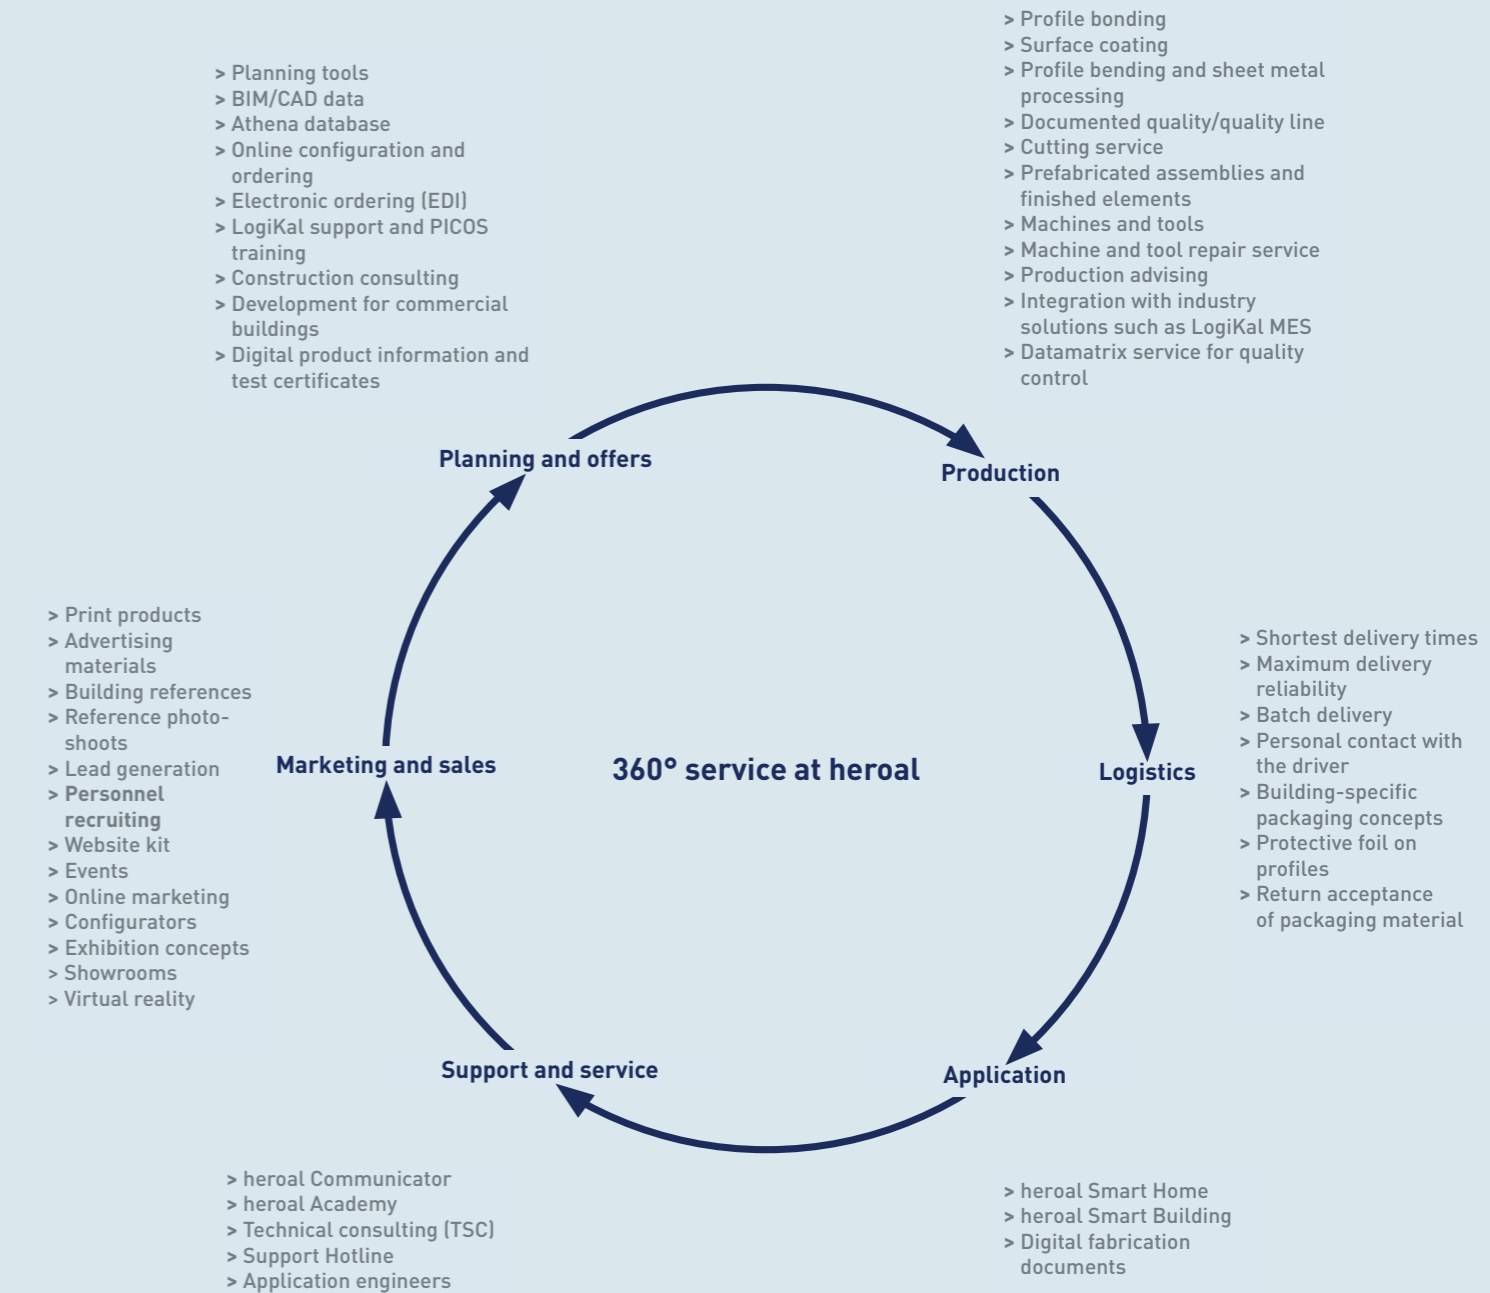 > Planning tools
> BIM/CAD data
> Athena database
> Online configuration and
ordering
> Electronic ordering (EDI)
> LogiKal support and PICOS
training
> Construction consulting
> Development for commercial
buildings
> Digital product information and
test certificates
> Profile bonding
> Surface coating
> Profile bending and sheet metal
processing
> Documented quality/quality line
> Cutting service
> Prefabricated assemblies and
finished elements
> Machines and tools
> Machine and tool repair service
> Production advising
> Integration with industry
solutions such as LogiKal MES
> Datamatrix service for quality
control
Planning and offers
Production
> Print products
> Advertising
materials
> Building references
> Reference photo-
shoots
> Lead generation
> Personnel
recruiting
> Website kit
> Events
> Online marketing
> Configurators
> Exhibition concepts
> Showrooms
> Virtual reality
Marketing and sales
360° service at heroal
Logistics
> Shortest delivery times
> Maximum delivery
reliability
> Batch delivery
> Personal contact with
the driver
> Building-specific
packaging concepts
> Protective foil on
profiles
> Return acceptance
of packaging material
Support and service
Application
> heroal Communicator
> heroal Academy
> Technical consulting (TSC)
> Support Hotline
> Application engineers
> heroal Smart Home
> heroal Smart Building
> Digital fabrication
documents